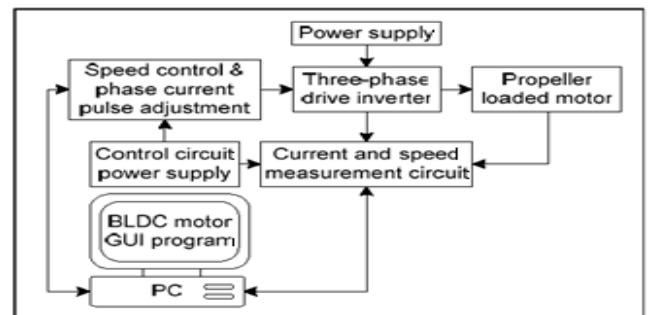 Power supply
Speed control &
phase current
pulse adjustment
Three-phase
drive inverter
Propeller
loaded motor
Control circuit
power supply
Current and speed
measurement circuit
BLDC motor
GUI program
PC